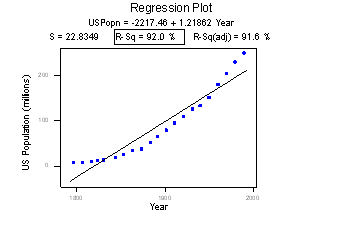 Regression Plot
USPopn = -2217.46 + 1.21862 Year
S = 22.8349 R-Sq = 92.0 % R-Sq(adj) = 91.6 %
US Population (millions)
200
100
0
1800 1900 2000
Year